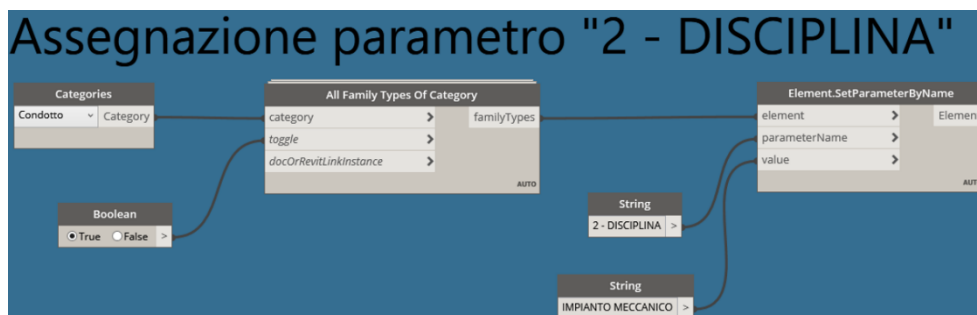 Assegnazione parametro "2 - DISCIPLINA"
Categories
Condotto
Category
All Family Types Of Category
category >
familyTypes
toggle >
docOrRevitLinkInstance >
AUTO
Boolean
True False >
String
2 - DISCIPLINA >
String
IMPIANTO MECCANICO >
Element.SetParameterByName
element >
Elemen
parameterName >
value >
AUT